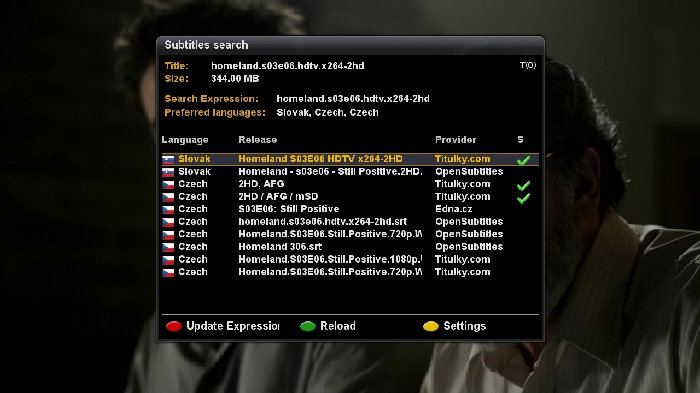 Subtitles search
Title: homeland.s03e06.hdtv.x264-2hd T(0)
Size: 344.00 MB
Search Expression: homeland.s03e06.hdtv.x264-2hd
Preferred languages: Slovak, Czech, Czech
Language Release Provider S
Slovak Homeland S03E06 HDTV x264-2HD Titulky.com
Slovak Homeland - s03e06 - Still Positive.2HD. OpenSubtitles
Czech 2HD, AFG Titulky.com
Czech 2HD / AFG / mSD Titulky.com
Czech S03E06: Still Positive Edna.cz
Czech homeland.s03e06.hdtv.x264-2hd.srt OpenSubtitles
Czech Homeland.S03E06.Still.Positive.720p.W OpenSubtitles
Czech Homeland 306.srt OpenSubtitles
Czech Homeland.S03E06.Still.Positive.1080p. Titulky.com
Czech Homeland.S03E06.Still.Positive.720p.W Titulky.com
Update Expression Reload Settings